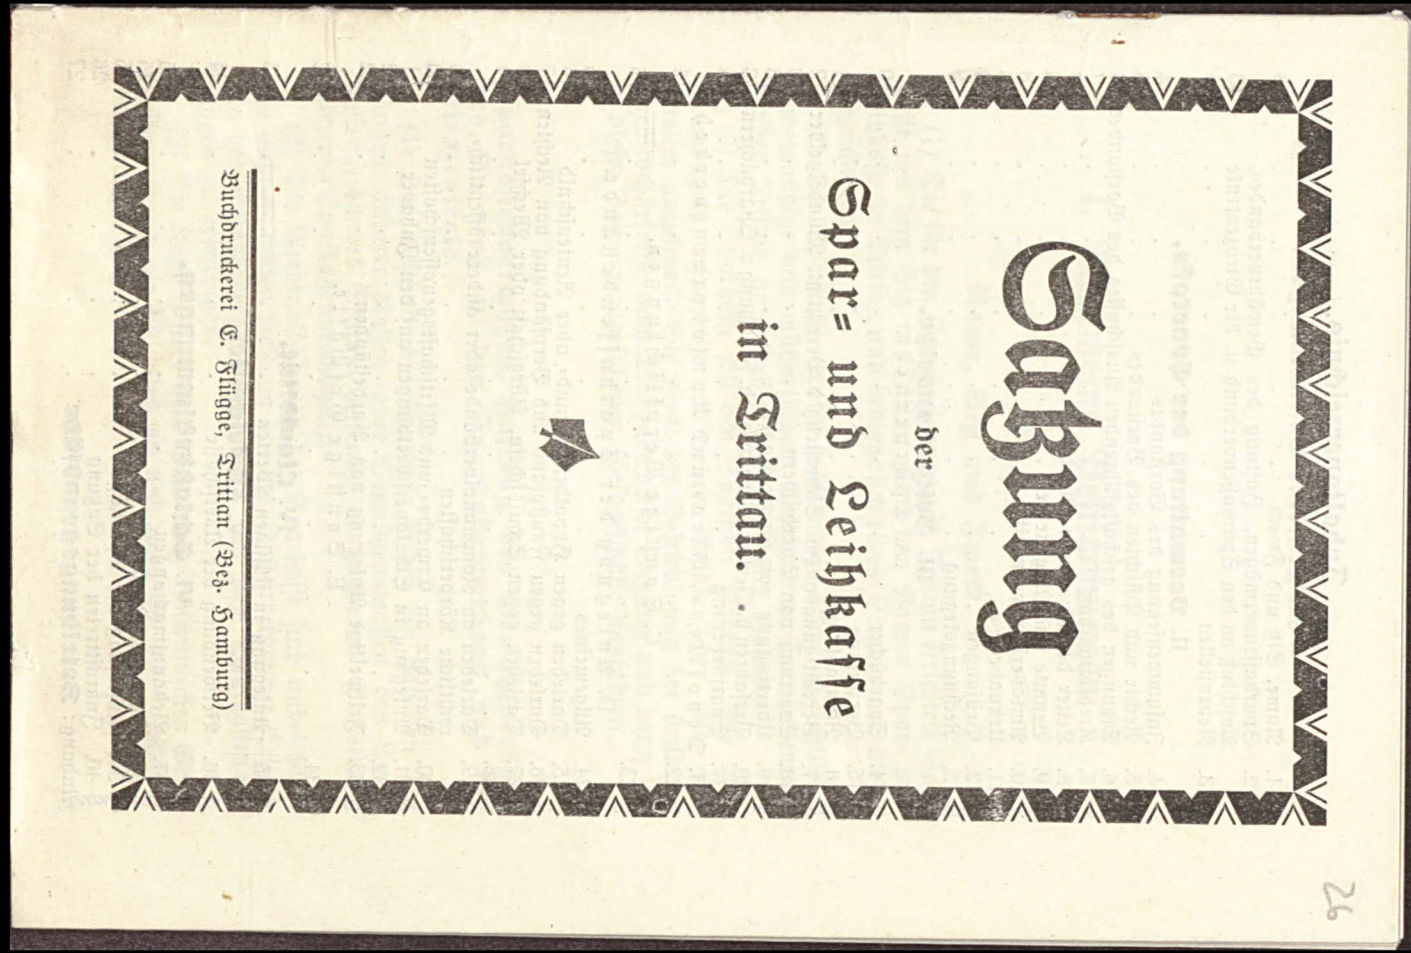 26
Satzung
der
Spar= und Leihkasse
in Trittau.
Buchdruckerei E. Flügge, Trittau (Bez. Hamburg)